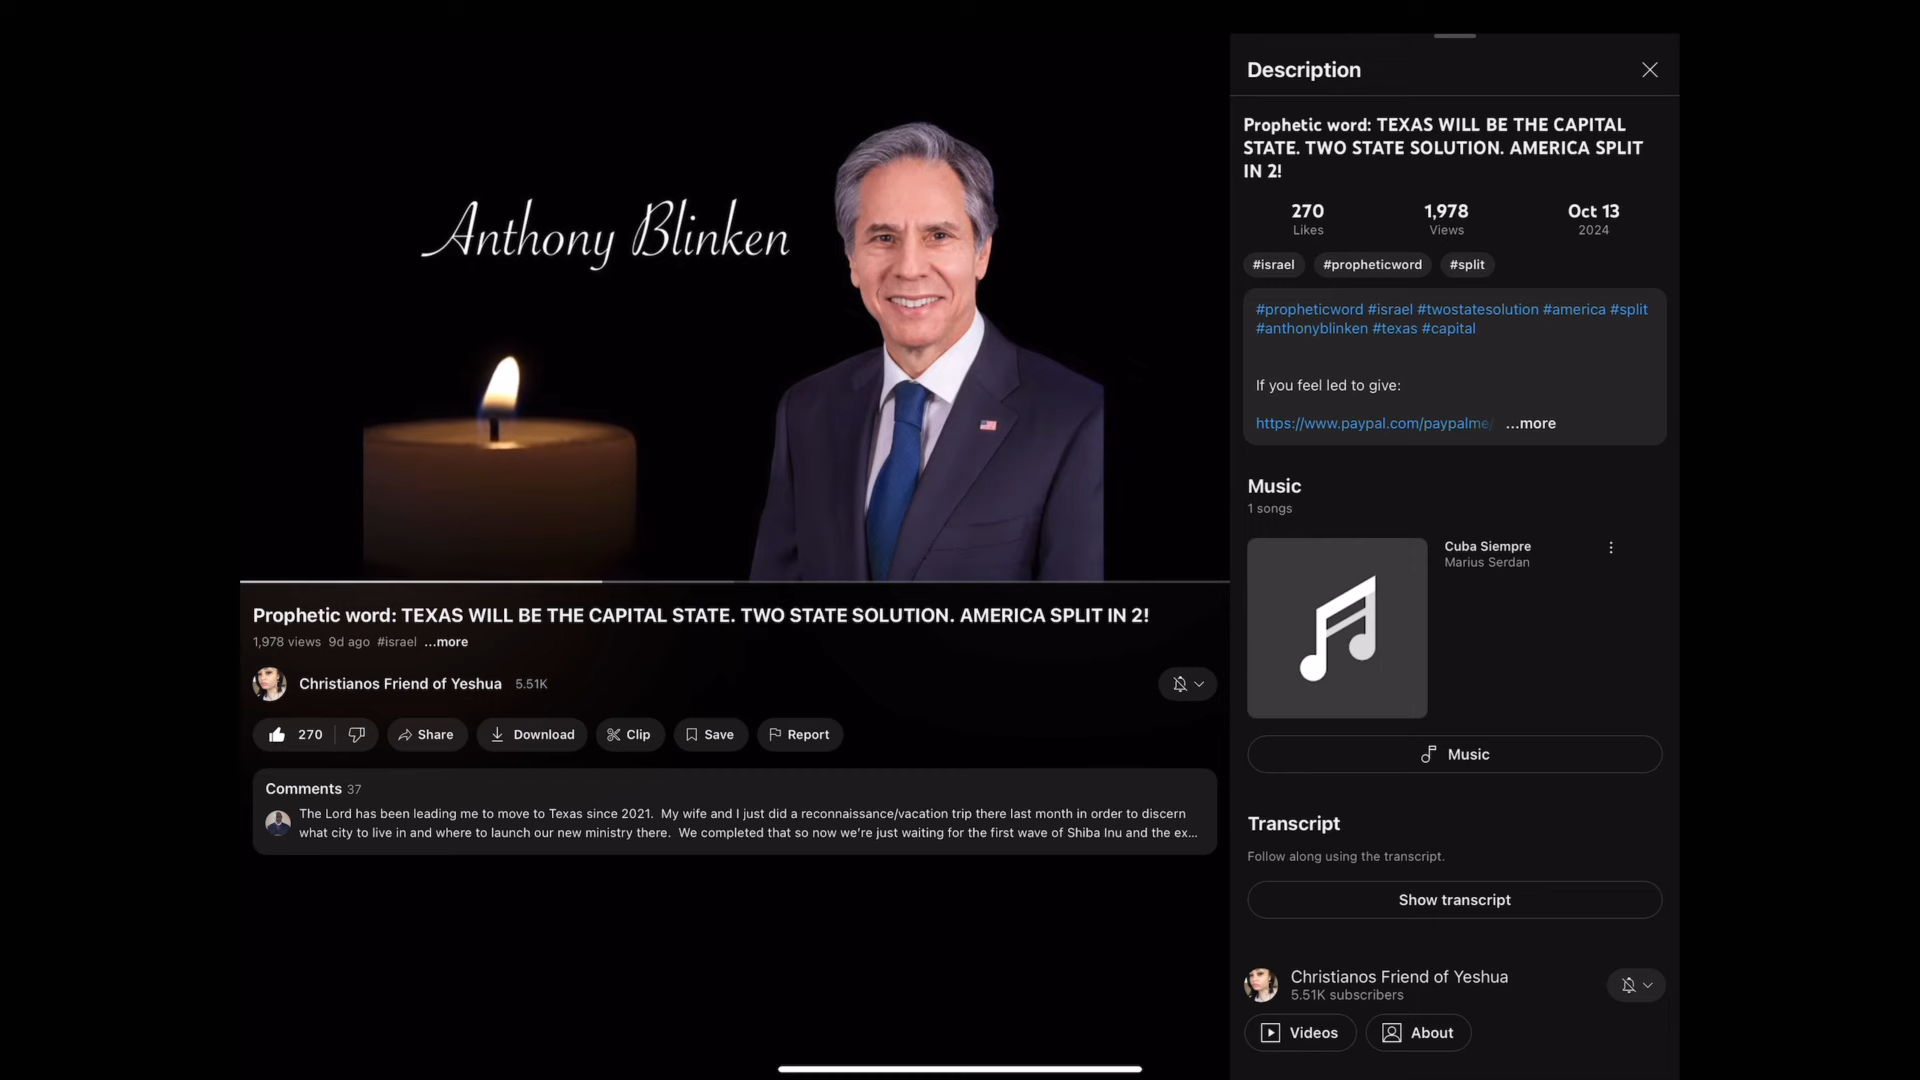 Anthony Blinken
Prophetic word: TEXAS WILL BE THE CAPITAL STATE. TWO STATE SOLUTION. AMERICA SPLIT IN 2!
1,978 views 9d ago #israel ...more
Christianos Friend of Yeshua 5.51K
270
Share
Download
Clip
Save
Report
Comments 37
The Lord has been leading me to move to Texas since 2021. My wife and I just did a reconnaissance/vacation trip there last month in order to discern
what city to live in and where to launch our new ministry there. We completed that so now we're just waiting for the first wave of Shiba Inu and the ex...
Description
Prophetic word: TEXAS WILL BE THE CAPITAL
STATE. TWO STATE SOLUTION. AMERICA SPLIT
IN 2!
270 1,978 Oct 13
Likes Views 2024
#israel #propheticword #split
#propheticword #israel #twostatesolution #america #split
#anthonyblinken #texas #capital
If you feel led to give:
https://www.paypal.com/paypalme/ ...more
Music
1 songs
Cuba Siempre
Marius Serdan
Music
Transcript
Follow along using the transcript.
Show transcript
Christianos Friend of Yeshua
5.51K subscribers
Videos
About